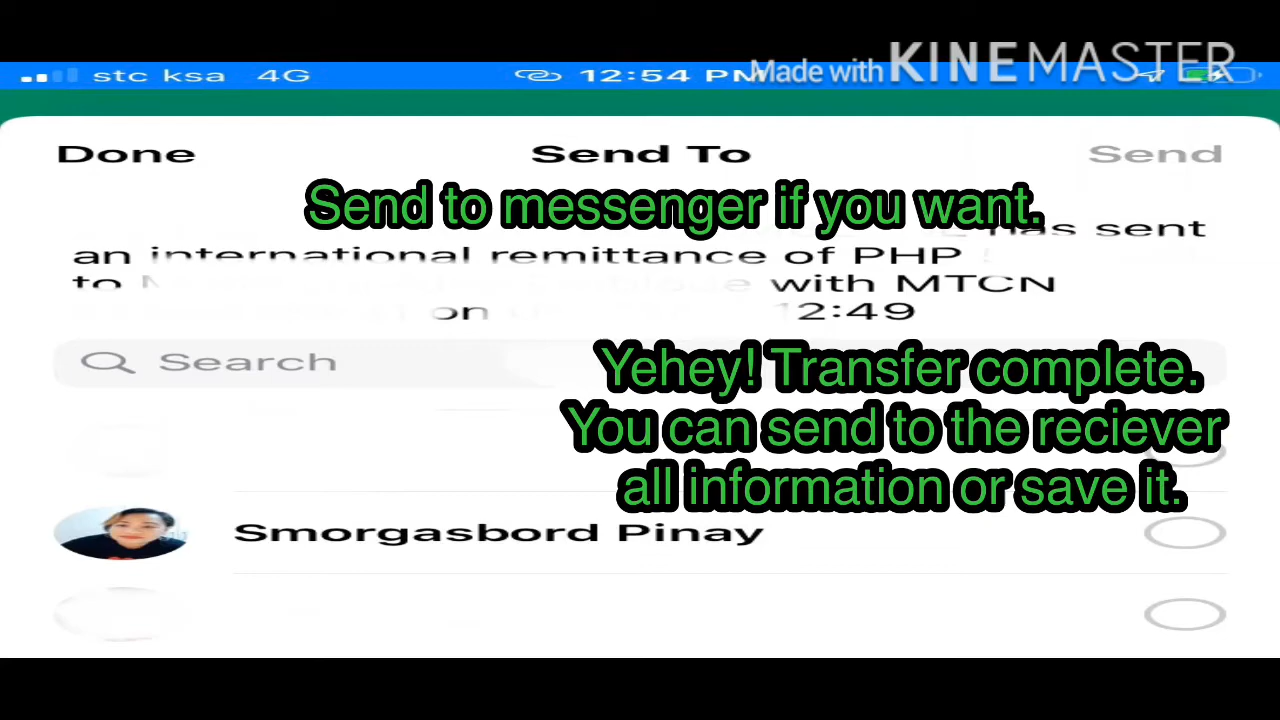 Made with KINEMASTER
stc ksa 4G 12:54 PM
Done Send To Send
Send to messenger if you want.
has sent
an international remittance of PHP
to with MTCN
on 12:49
Search
Yehey! Transfer complete.
You can send to the reciever
all information or save it.
Smorgasbord Pinay